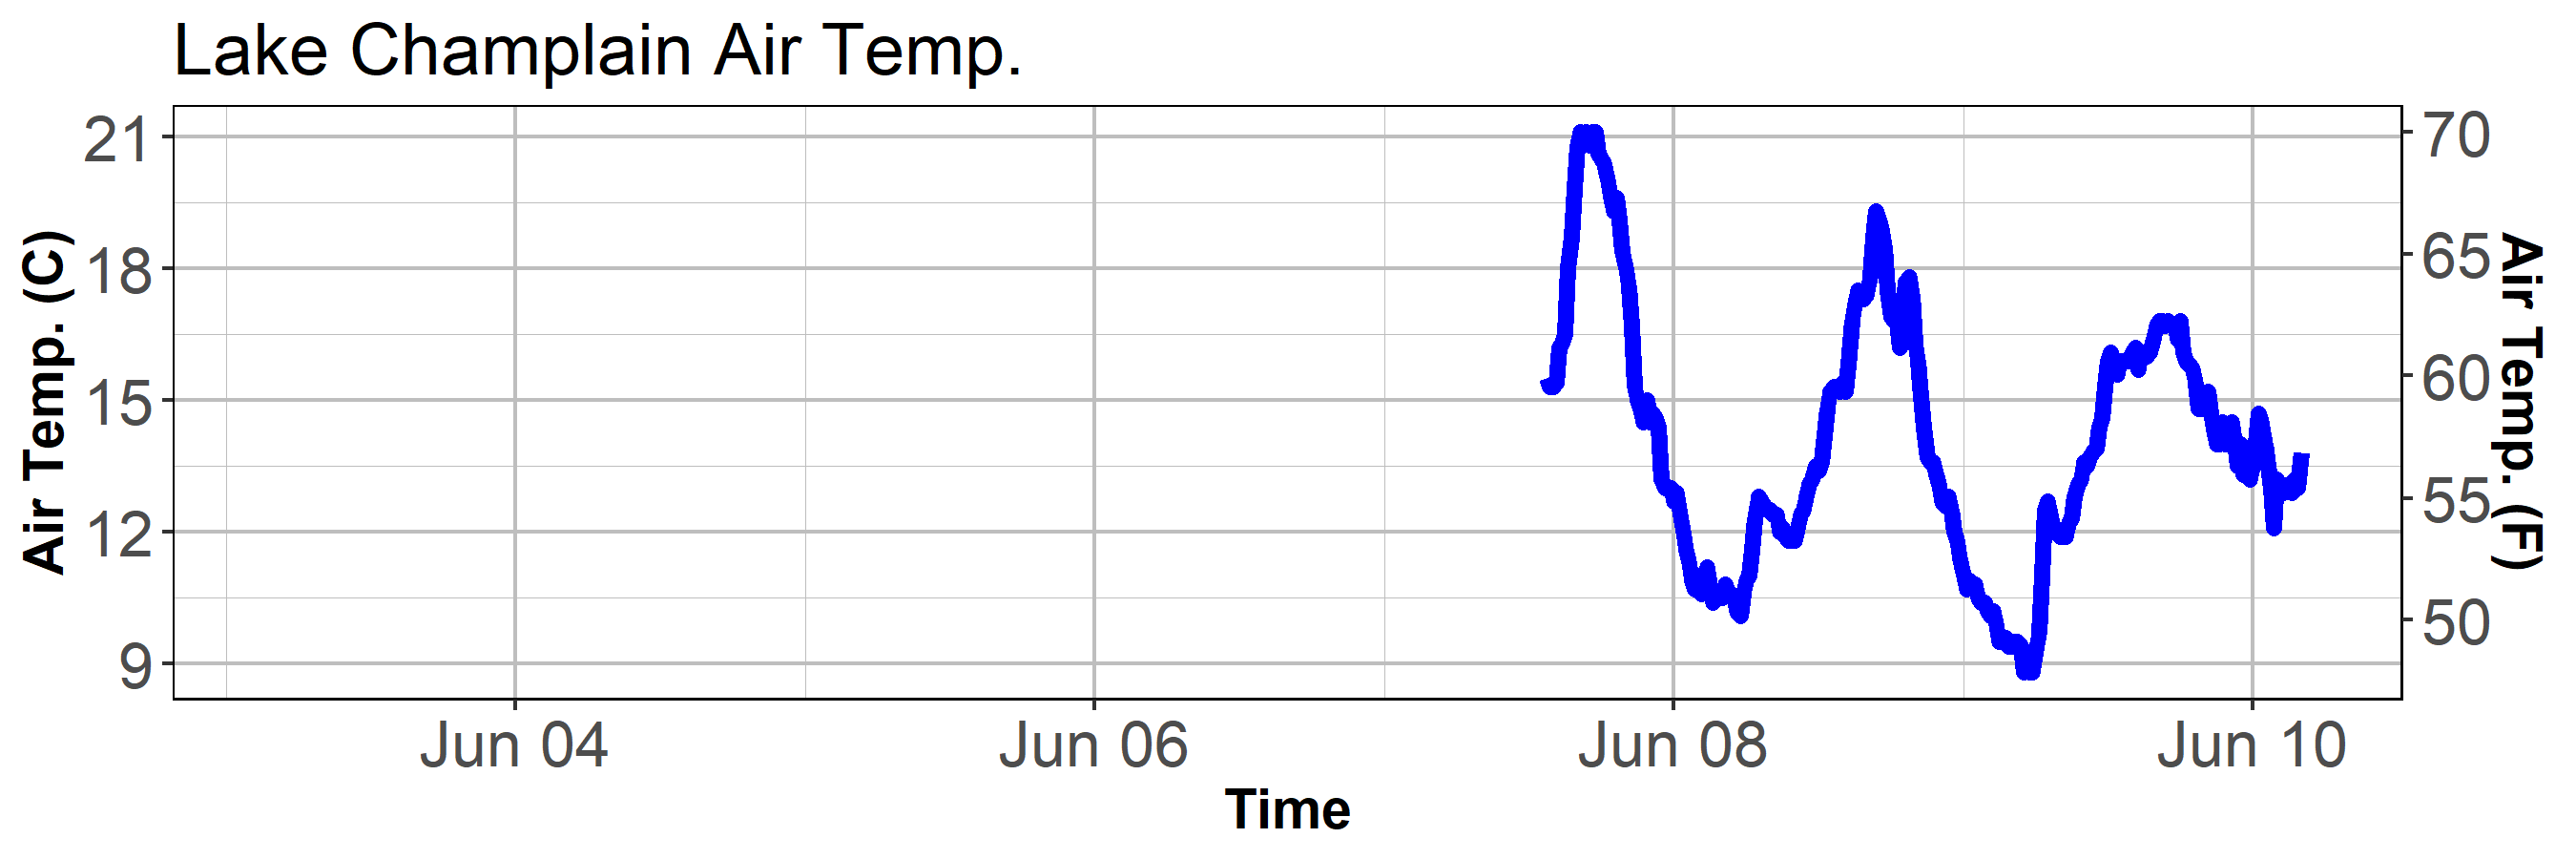 Lake Champlain Air Temp.
21
18
15
12
9
Air Temp. (C)
70
65
60
55
50
Air Temp. (F)
Jun 04 Jun 06 Jun 08 Jun 10
Time